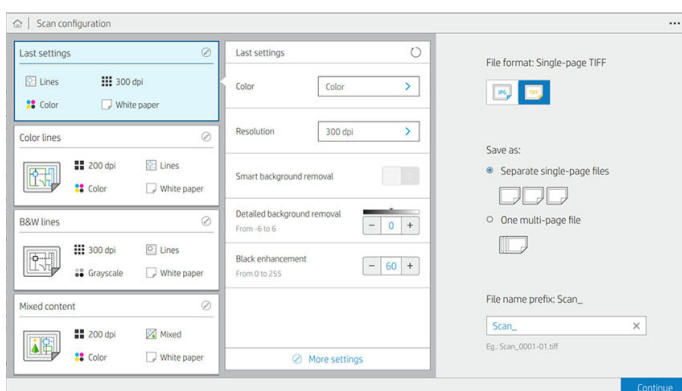 Scan configuration
Last settings
Lines
300 dpi
Color
White paper
Color lines
200 dpi
Lines
Color
White paper
B&W lines
300 dpi
Lines
Grayscale
White paper
Mixed content
200 dpi
Mixed
Color
White paper
Last settings
Color
Color
Resolution
300 dpi
Smart background removal
Detailed background removal
From -6 to 6
- 0 +
Black enhancement
From 0 to 255
- 60 +
More settings
File format: Single-page TIFF
JPG
TIFF
Save as:
Separate single-page files
One multi-page file
File name prefix: Scan_
Scan_
Eg.: Scan_0001-01.tiff
Continue